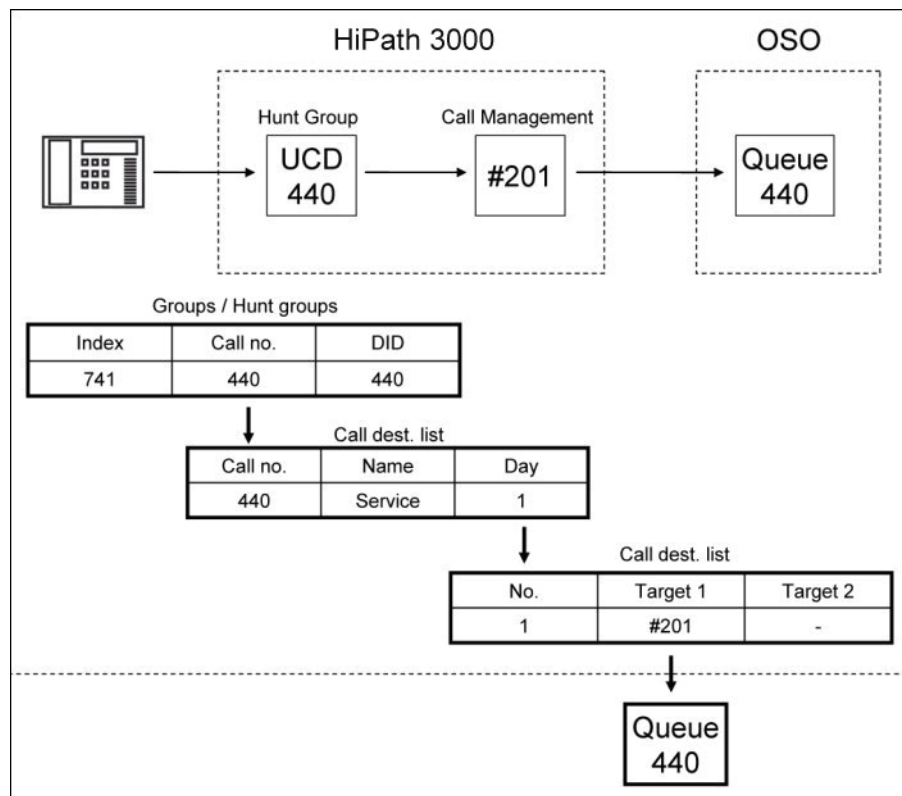 HiPath 3000
OSO
Hunt Group
Call Management
UCD
440
#201
Queue
440
Groups / Hunt groups
Index Call no. DID
741 440 440
Call dest. list
Call no. Name Day
440 Service 1
Call dest. list
No. Target 1 Target 2
1 #201 -
Queue
440